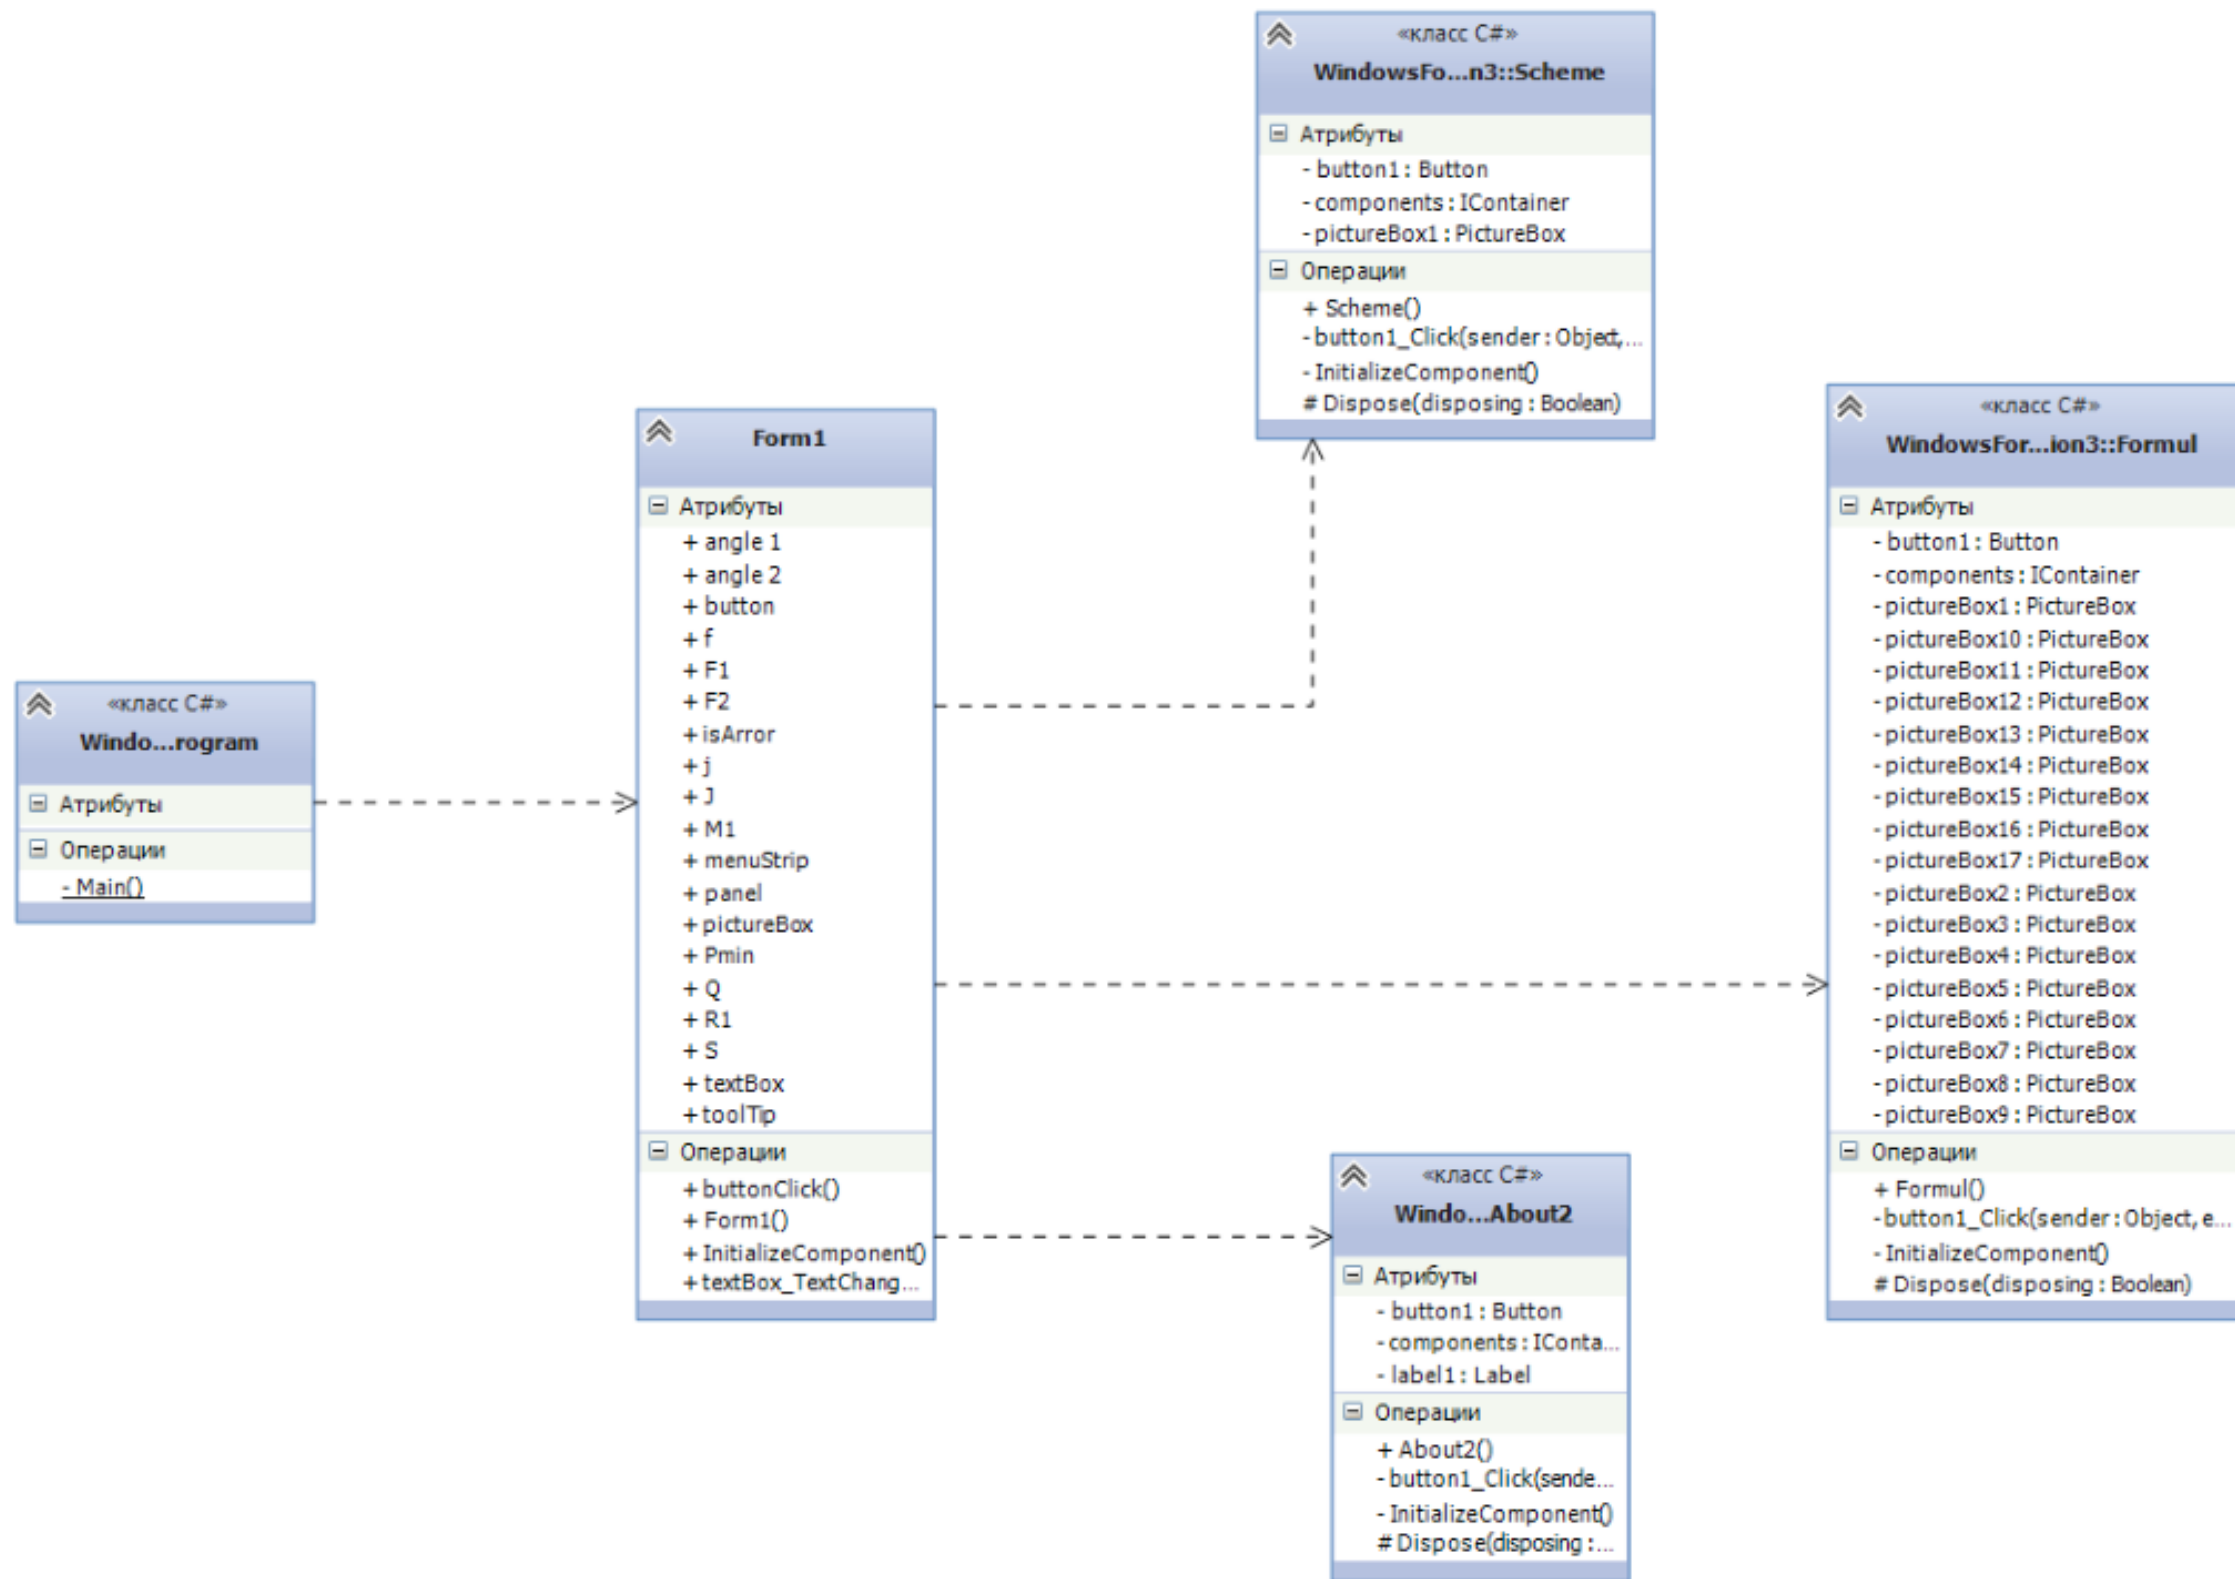 «класс C#»
WindowsFo...n3::Scheme
Атрибуты
- button1 : Button
- components : IContainer
- pictureBox1 : PictureBox
Операции
+ Scheme()
- button1_Click(sender : Object,...
- InitializeComponent()
# Dispose(disposing : Boolean)
«класс C#»
Windo...rogram
Атрибуты
Операции
- Main()
Form1
Атрибуты
+ angle 1
+ angle 2
+ button
+ f
+ F1
+ F2
+ isArror
+ j
+ J
+ M1
+ menuStrip
+ panel
+ pictureBox
+ Pmin
+ Q
+ R1
+ S
+ textBox
+ toolTip
Операции
+ buttonClick()
+ Form1()
+ InitializeComponent()
+ textBox_TextChang...
«класс C#»
Windo...About2
Атрибуты
- button1 : Button
- components : IConta...
- label1 : Label
Операции
+ About2()
- button1_Click(sende...
- InitializeComponent()
# Dispose(disposing :...
«класс C#»
WindowsFor...ion3::Formul
Атрибуты
- button1 : Button
- components : IContainer
- pictureBox1 : PictureBox
- pictureBox10 : PictureBox
- pictureBox11 : PictureBox
- pictureBox12 : PictureBox
- pictureBox13 : PictureBox
- pictureBox14 : PictureBox
- pictureBox15 : PictureBox
- pictureBox16 : PictureBox
- pictureBox17 : PictureBox
- pictureBox2 : PictureBox
- pictureBox3 : PictureBox
- pictureBox4 : PictureBox
- pictureBox5 : PictureBox
- pictureBox6 : PictureBox
- pictureBox7 : PictureBox
- pictureBox8 : PictureBox
- pictureBox9 : PictureBox
Операции
+ Formul()
- button1_Click(sender : Object, e...
- InitializeComponent()
# Dispose(disposing : Boolean)